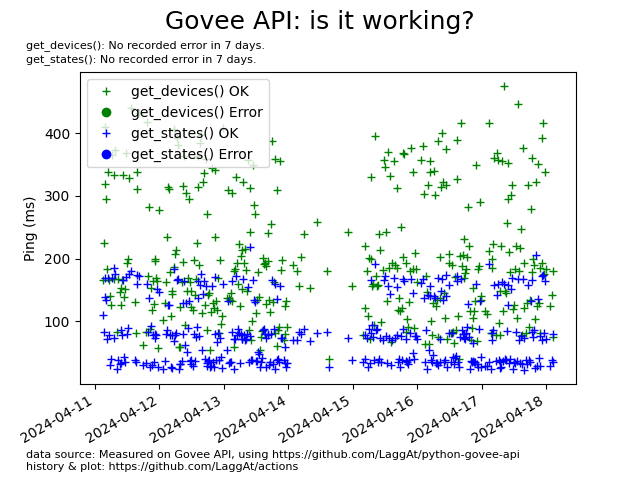 Govee API: is it working?
get_devices(): No recorded error in 7 days.
get_states(): No recorded error in 7 days.
get_devices() OK
get_devices() Error
get_states() OK
get_states() Error
Ping (ms)
400
300
200
100
2024-04-11
2024-04-12
2024-04-13
2024-04-14
2024-04-15
2024-04-16
2024-04-17
2024-04-18
data source: Measured on Govee API, using https://github.com/LaggAt/python-govee-api
history & plot: https://github.com/LaggAt/actions